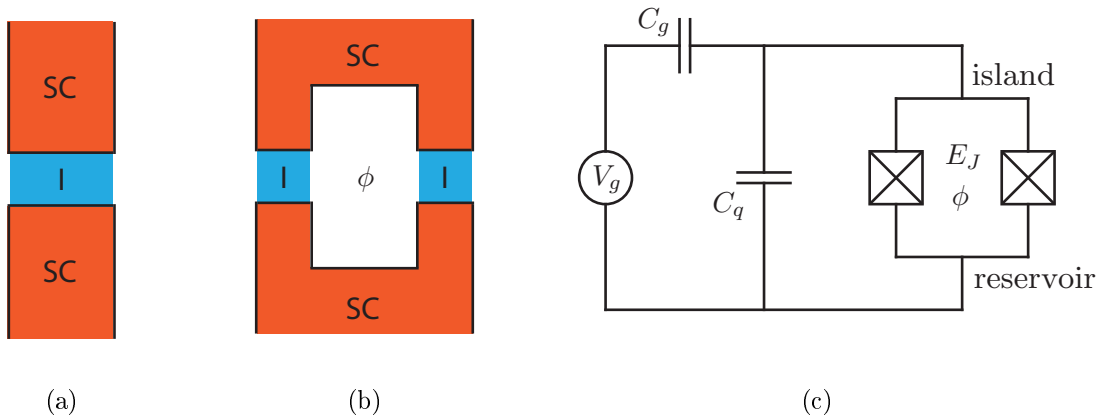 SC
I
SC
(a)
SC
I
ϕ
I
SC
(b)
C_g
island
V_g
C_q
E_J
ϕ
reservoir
(c)